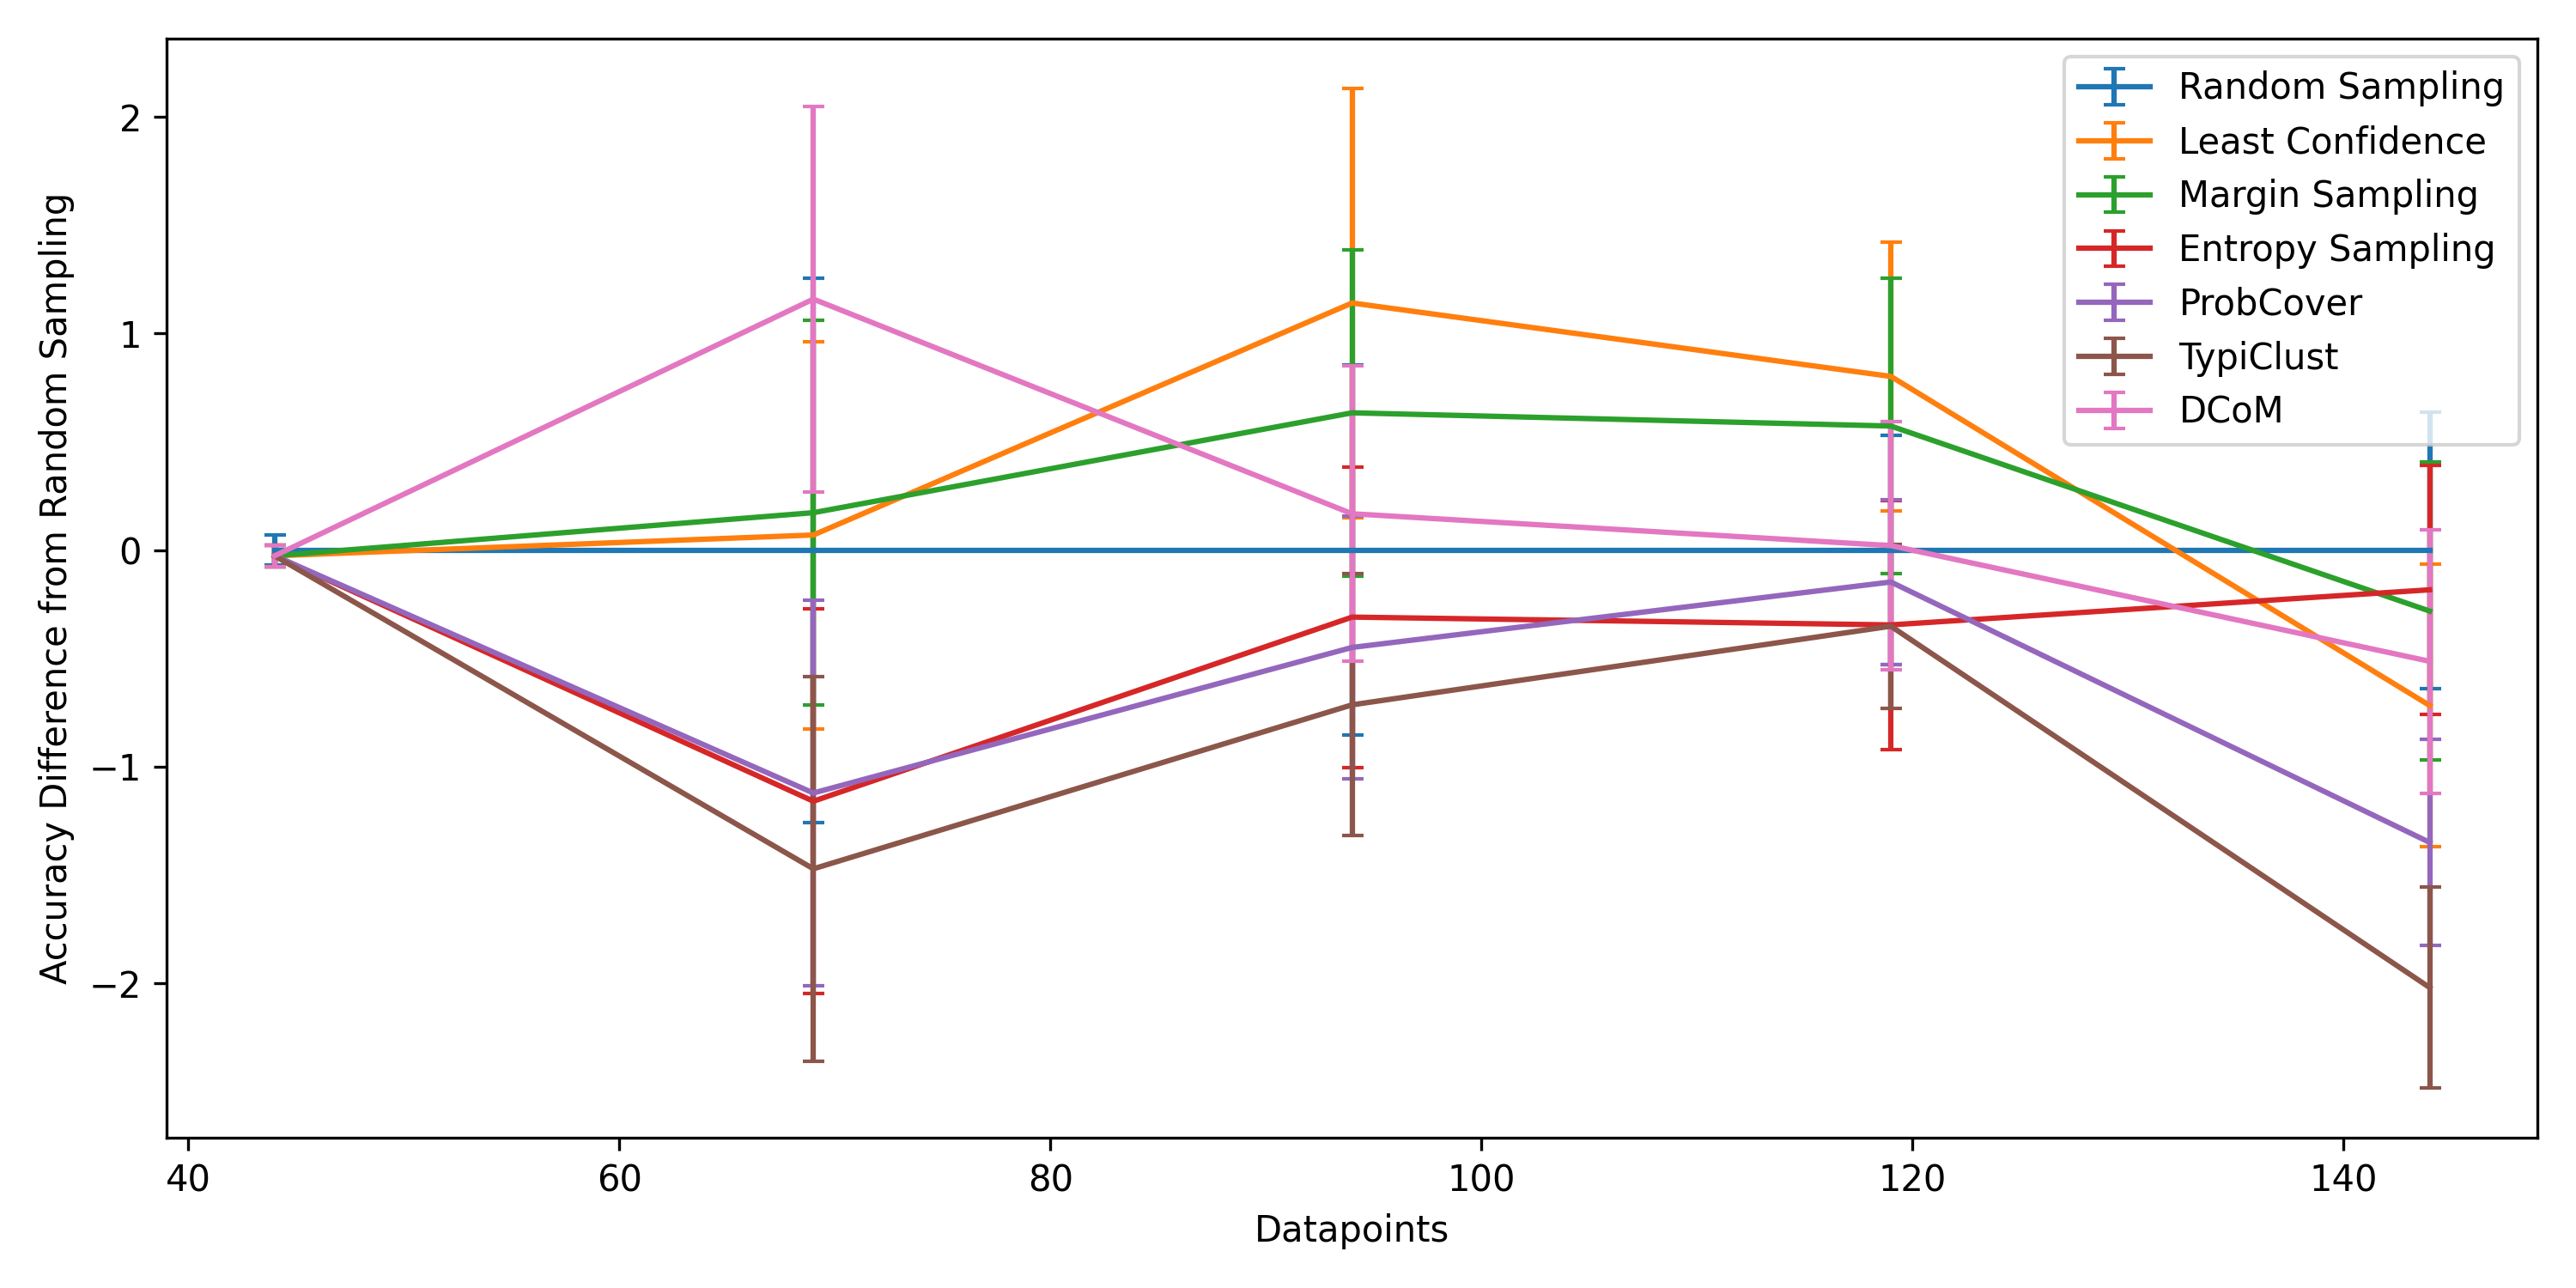 Accuracy Difference from Random Sampling
2
1
0
−1
−2
40
60
80
100
120
140
Datapoints
Random Sampling
Least Confidence
Margin Sampling
Entropy Sampling
ProbCover
TypiClust
DCoM